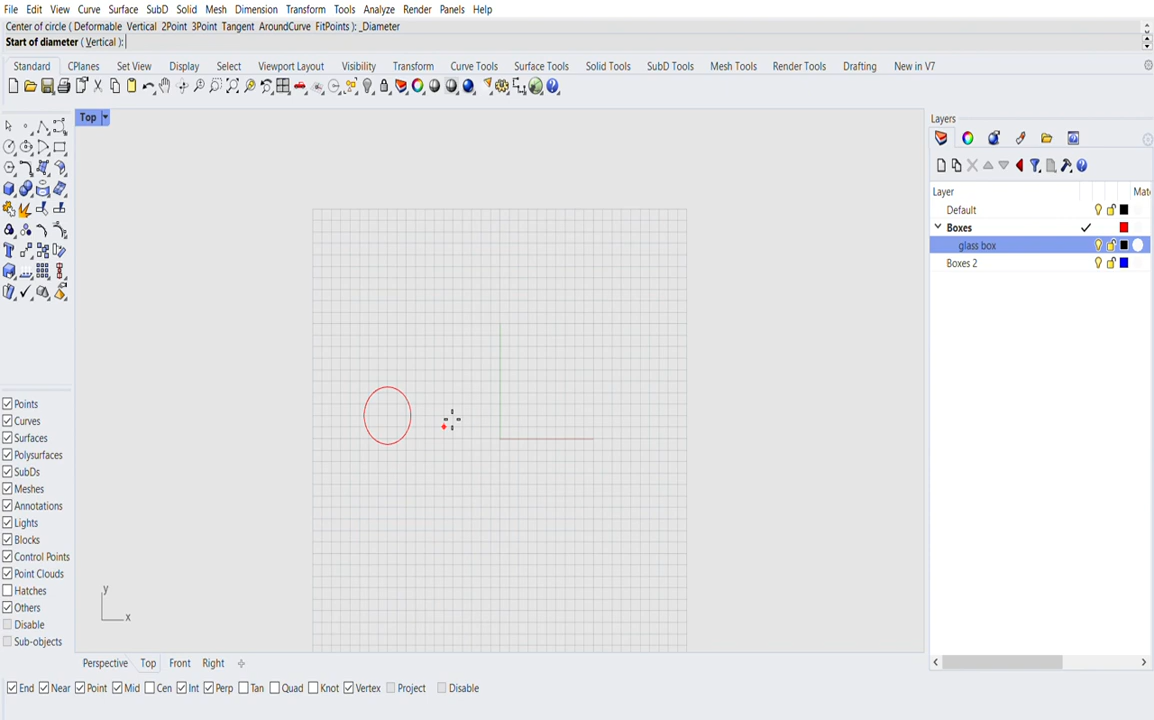 File Edit View Curve Surface SubD Solid Mesh Dimension Transform Tools Analyze Render Panels Help
Center of circle ( Deformable Vertical 2Point 3Point Tangent AroundCurve FitPoints ): _Diameter
Start of diameter ( Vertical ):
Standard CPlanes Set View Display Select Viewport Layout Visibility Transform Curve Tools Surface Tools Solid Tools SubD Tools Mesh Tools Render Tools Drafting New in V7
Top
Layers
Layer Mate
Default
Boxes
glass box
Boxes 2
Points
Curves
Surfaces
Polysurfaces
SubDs
Meshes
Annotations
Lights
Blocks
Control Points
Point Clouds
Hatches
Others
Disable
Sub-objects
y
x
Perspective Top Front Right
End Near Point Mid Cen Int Perp Tan Quad Knot Vertex Project Disable